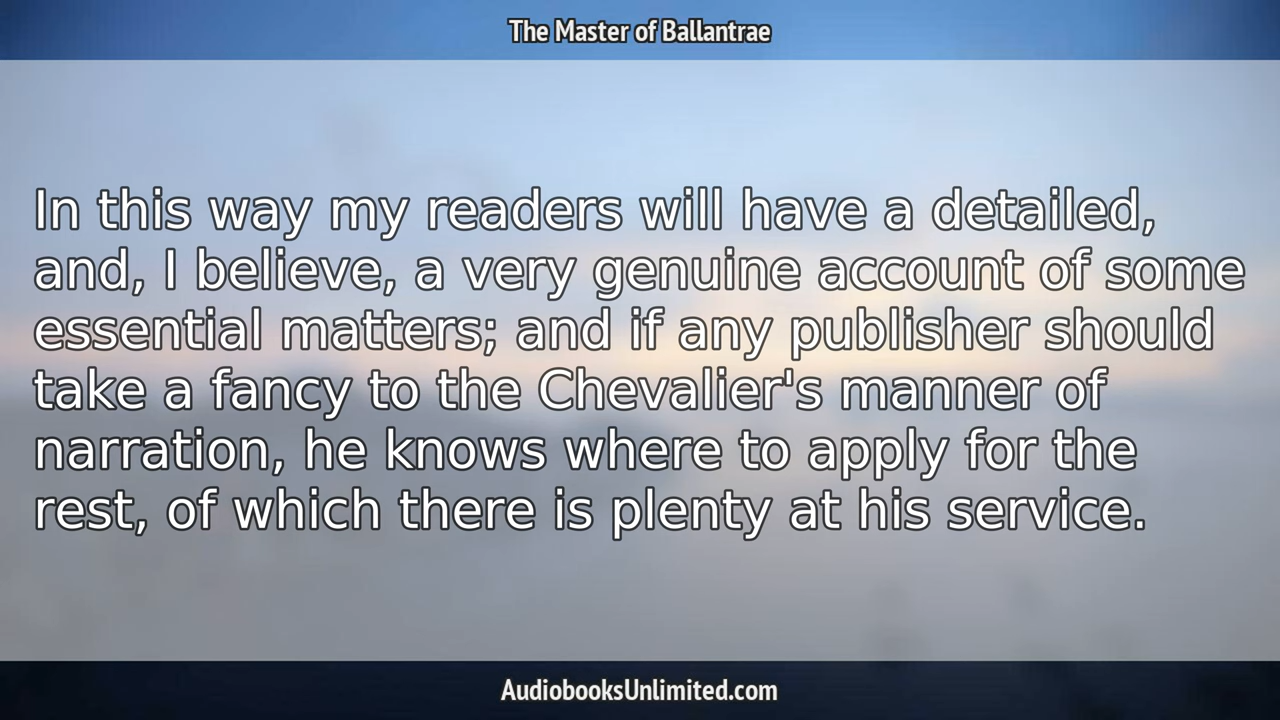 The Master of Ballantrae
In this way my readers will have a detailed,
and, I believe, a very genuine account of some
essential matters; and if any publisher should
take a fancy to the Chevalier's manner of
narration, he knows where to apply for the
rest, of which there is plenty at his service.
AudiobooksUnlimited.com